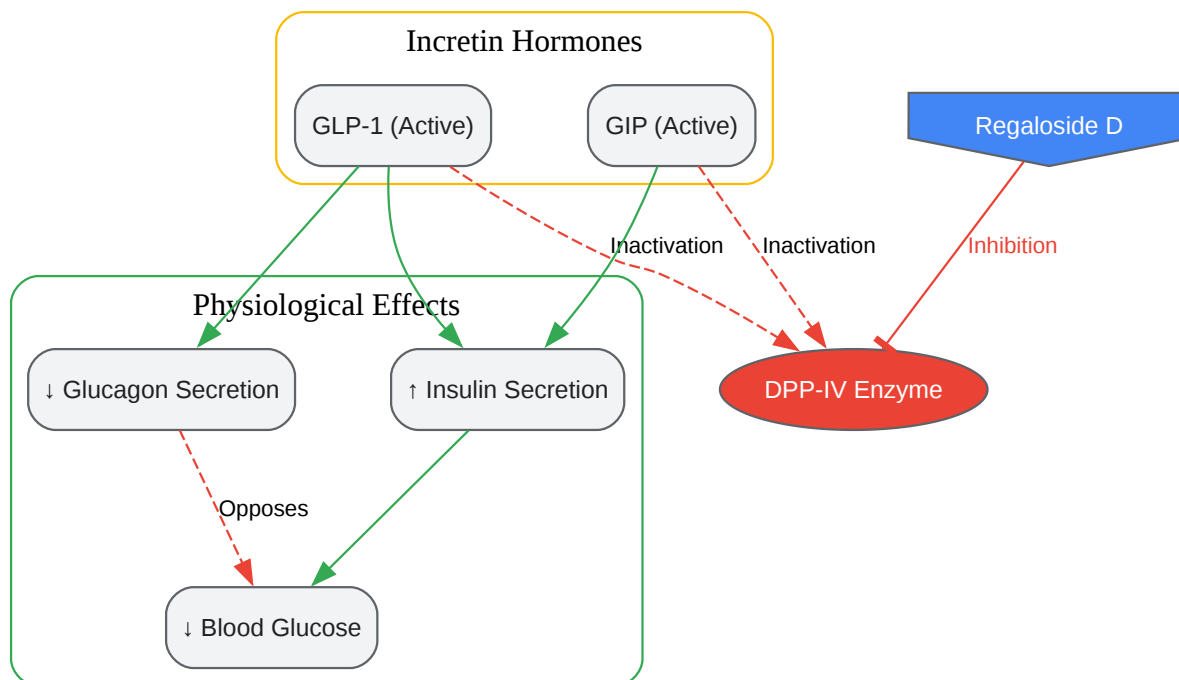 Incretin Hormones
GLP-1 (Active)
GIP (Active)
Regaloside D
Inactivation
Inactivation
Inhibition
Physiological Effects
↓ Glucagon Secretion
↑ Insulin Secretion
DPP-IV Enzyme
Opposes
↓ Blood Glucose